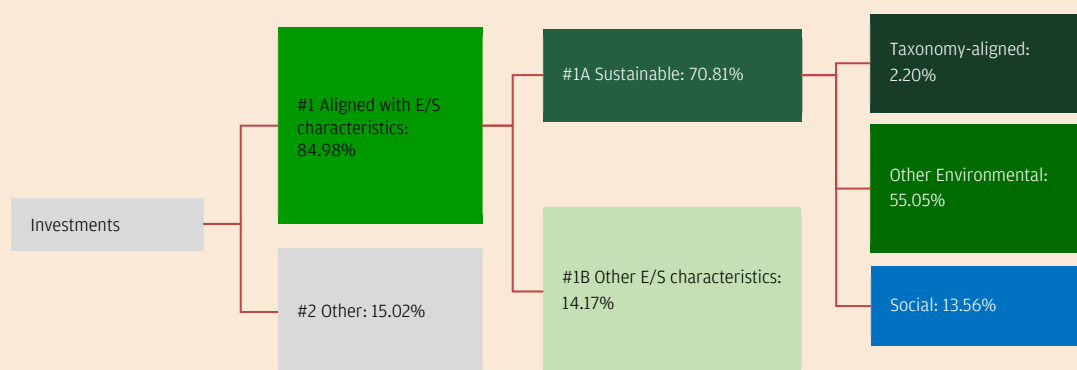 Investments
#1 Aligned with E/S
characteristics:
84.98%
#2 Other: 15.02%
#1A Sustainable: 70.81%
#1B Other E/S characteristics:
14.17%
Taxonomy-aligned:
2.20%
Other Environmental:
55.05%
Social: 13.56%